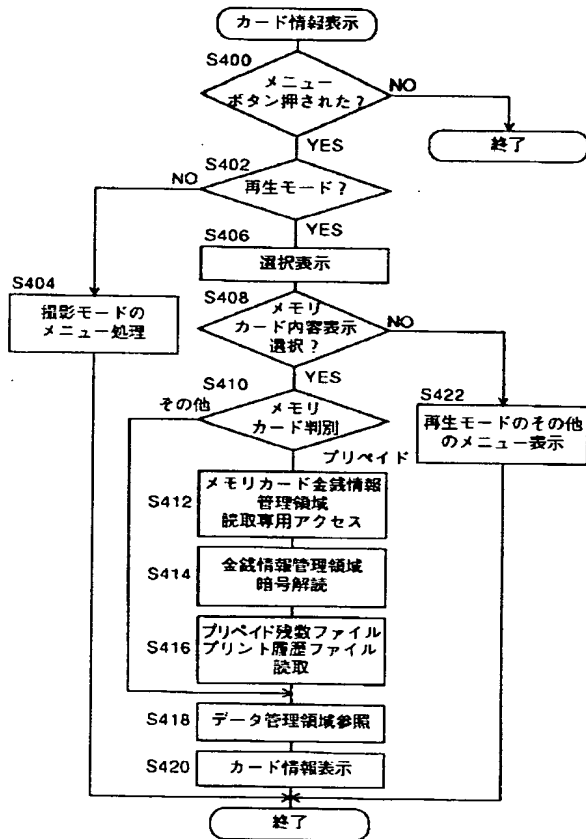 カード情報表示
S400
メニュー
ボタン押された?
NO
終了
YES
S402
再生モード?
NO
YES
S406
選択表示
S404
撮影モードの
メニュー処理
S408
メモリ
カード内容表示
選択?
NO
YES
S410
その他
メモリ
カード判別
プリペイド
S422
再生モードのその他
のメニュー表示
S412
メモリカード金銭情報
管理領域
読取専用アクセス
S414
金銭情報管理領域
暗号解読
S416
プリペイド残数ファイル
プリント履歴ファイル
読取
S418
データ管理領域参照
S420
カード情報表示
終了